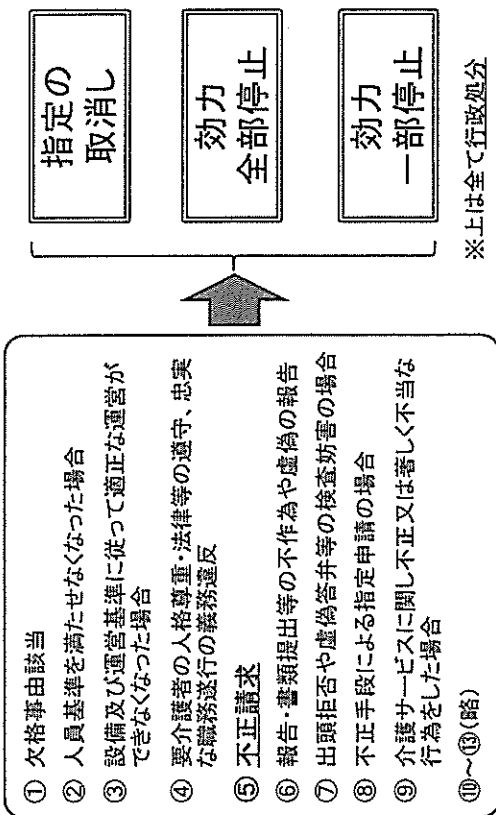 ① 欠格事由該当
② 人員基準を満たせなくなった場合
③ 設備及び運営基準に従って適正な運営が
できなくなった場合
④ 要介護者の人格尊重・法律等の遵守、忠実
な職務遂行の義務違反
⑤ 不正請求
⑥ 報告・書類提出等の不作為や虚偽の報告
⑦ 出頭拒否や虚偽答弁等の検査妨害の場合
⑧ 不正手段による指定申請の場合
⑨ 介護サービスに関し不正又は著しく不当な
行為をした場合
⑩～⑬(略)
指定の
取消し
効力
全部停止
効力
一部停止
※上は全て行政処分